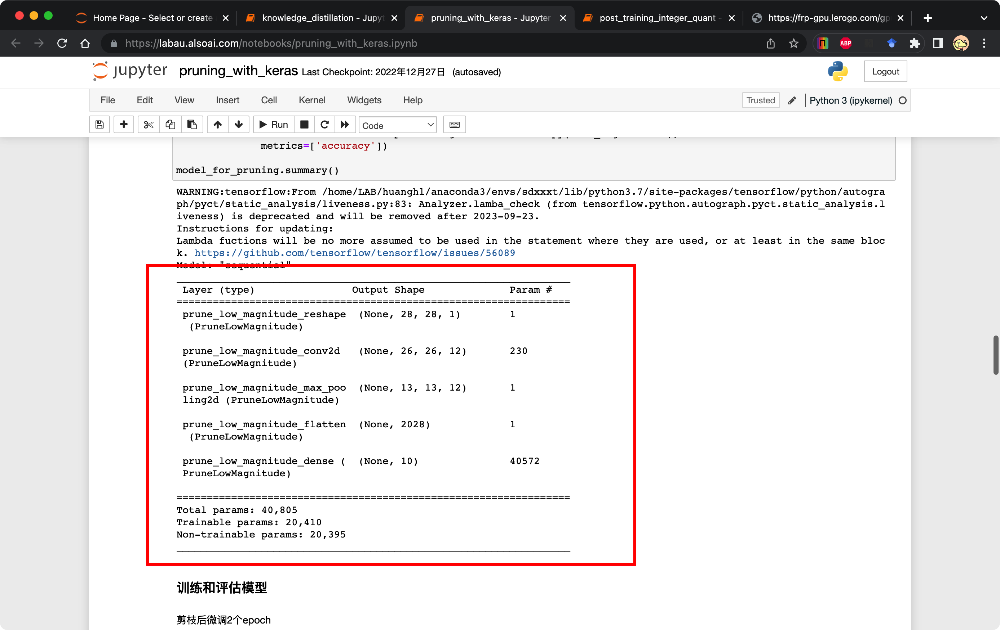 Home Page - Select or create
knowledge_distillation - Jupyt
pruning_with_keras - Jupyter
post_training_integer_quant -
https://frp-gpu.lerogo.com/gp
https://labau.alsoai.com/notebooks/pruning_with_keras.ipynb
ABP
jupyter pruning_with_keras Last Checkpoint: 2022年12月27日 (autosaved)
Logout
File Edit View Insert Cell Kernel Widgets Help
Trusted
Python 3 (ipykernel)
Run
Code
metrics=['accuracy'])
model_for_pruning.summary()
WARNING:tensorflow:From /home/LAB/huanghl/anaconda3/envs/sdxxxt/lib/python3.7/site-packages/tensorflow/python/autogra
ph/pyct/static_analysis/liveness.py:83: Analyzer.lamba_check (from tensorflow.python.autograph.pyct.static_analysis.l
iveness) is deprecated and will be removed after 2023-09-23.
Instructions for updating:
Lambda fuctions will be no more assumed to be used in the statement where they are used, or at least in the same bloc
k. https://github.com/tensorflow/tensorflow/issues/56089
Model: "sequential"
Layer (type) Output Shape Param #
=================================================================
prune_low_magnitude_reshape (None, 28, 28, 1) 1
(PruneLowMagnitude)
prune_low_magnitude_conv2d (None, 26, 26, 12) 230
(PruneLowMagnitude)
prune_low_magnitude_max_poo (None, 13, 13, 12) 1
ling2d (PruneLowMagnitude)
prune_low_magnitude_flatten (None, 2028) 1
(PruneLowMagnitude)
prune_low_magnitude_dense ( (None, 10) 40572
PruneLowMagnitude)
=================================================================
Total params: 40,805
Trainable params: 20,410
Non-trainable params: 20,395
训练和评估模型
剪枝后微调2个epoch